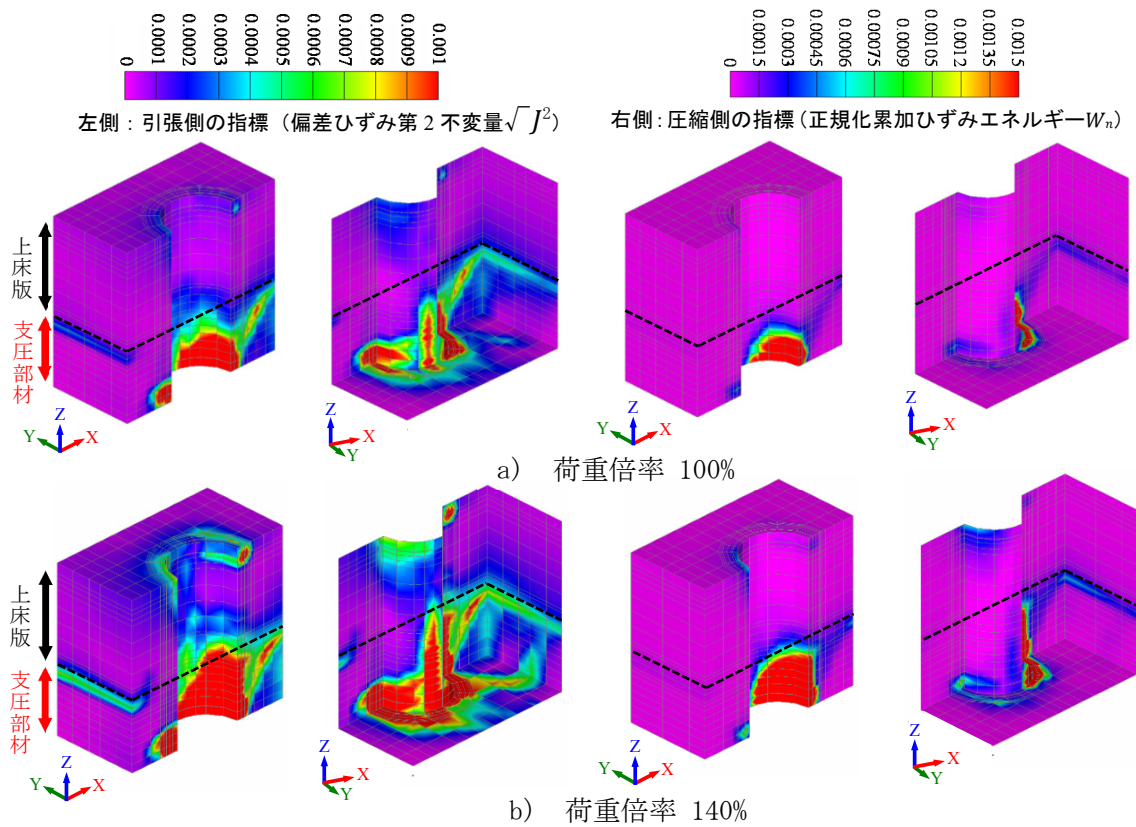 0 0.0001 0.0002 0.0003 0.0004 0.0005 0.0006 0.0007 0.0008 0.0009 0.001
0 0.00015 0.0003 0.00045 0.0006 0.00075 0.0009 0.00105 0.0012 0.00135 0.0015
左側：引張側の指標（偏差ひずみ第2不変量√J²）
右側：圧縮側の指標（正規化累加ひずみエネルギーWn）
上床版
支圧部材
Z
Y
X
Z
X
Y
Z
Y
X
Z
X
Y
a) 荷重倍率 100%
上床版
支圧部材
Z
Y
X
Z
X
Y
Z
Y
X
Z
X
Y
b) 荷重倍率 140%